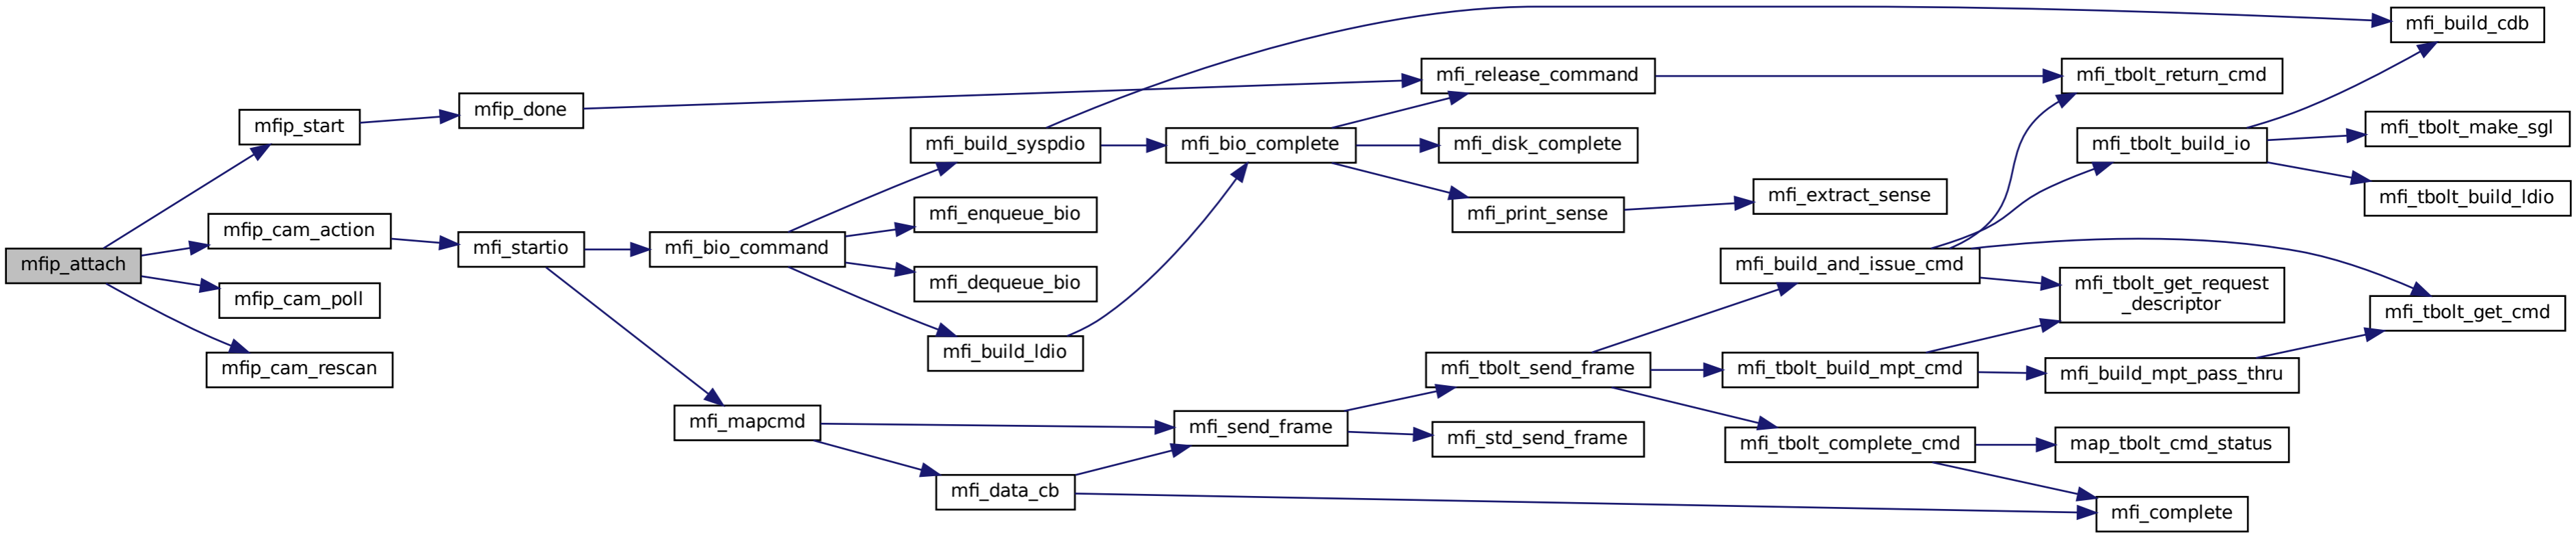 mfip_attach
mfip_start
mfip_cam_action
mfip_cam_poll
mfip_cam_rescan
mfip_done
mfi_startio
mfi_bio_command
mfi_mapcmd
mfi_build_syspdio
mfi_enqueue_bio
mfi_dequeue_bio
mfi_build_ldio
mfi_data_cb
mfi_bio_complete
mfi_send_frame
mfi_release_command
mfi_disk_complete
mfi_print_sense
mfi_tbolt_send_frame
mfi_std_send_frame
mfi_extract_sense
mfi_build_and_issue_cmd
mfi_tbolt_build_mpt_cmd
mfi_tbolt_complete_cmd
mfi_tbolt_return_cmd
mfi_tbolt_build_io
mfi_tbolt_get_request
_descriptor
mfi_build_mpt_pass_thru
map_tbolt_cmd_status
mfi_complete
mfi_build_cdb
mfi_tbolt_make_sgl
mfi_tbolt_build_ldio
mfi_tbolt_get_cmd